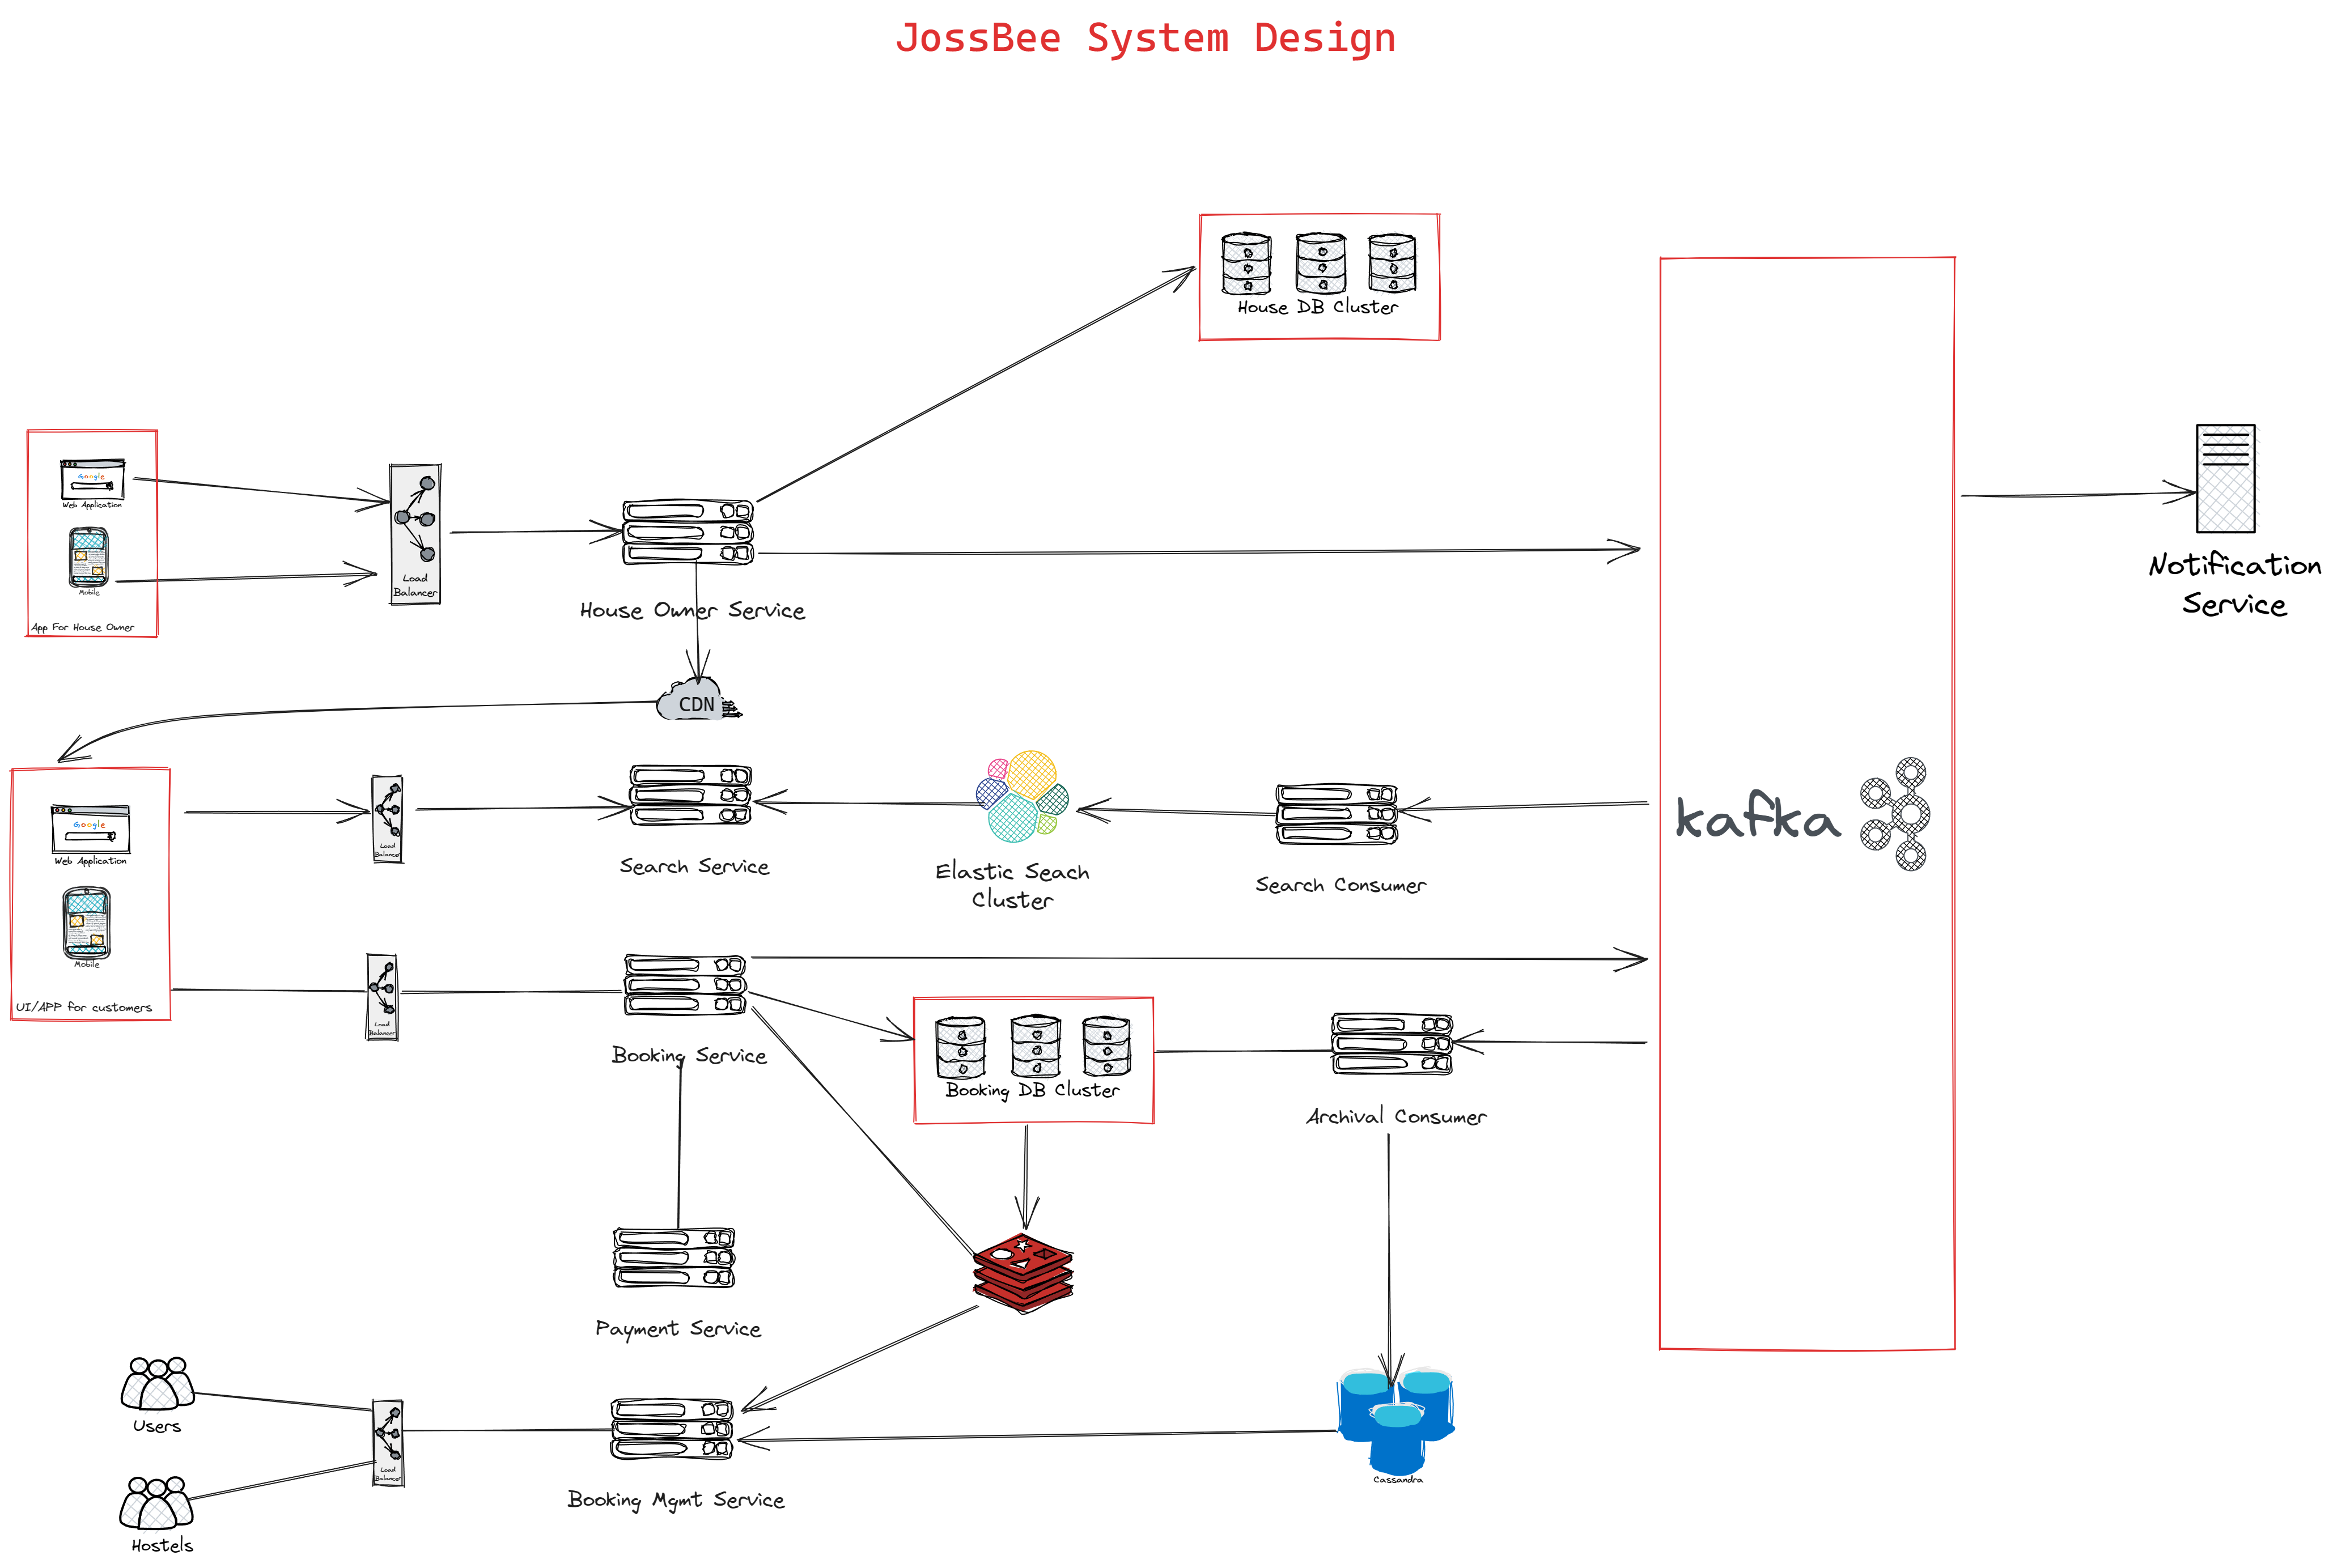 JossBee System Design
House DB Cluster
Google
Web Application
Mobile
App For House Owner
Load
Balancer
House Owner Service
Notification
Service
CDN
Google
Web Application
Mobile
UI/APP for customers
Load
Balancer
Search Service
Elastic Seach
Cluster
Search Consumer
kafka
Load
Balancer
Booking Service
Booking DB Cluster
Archival Consumer
Payment Service
Users
Hostels
Load
Balancer
Booking Mgmt Service
Cassandra